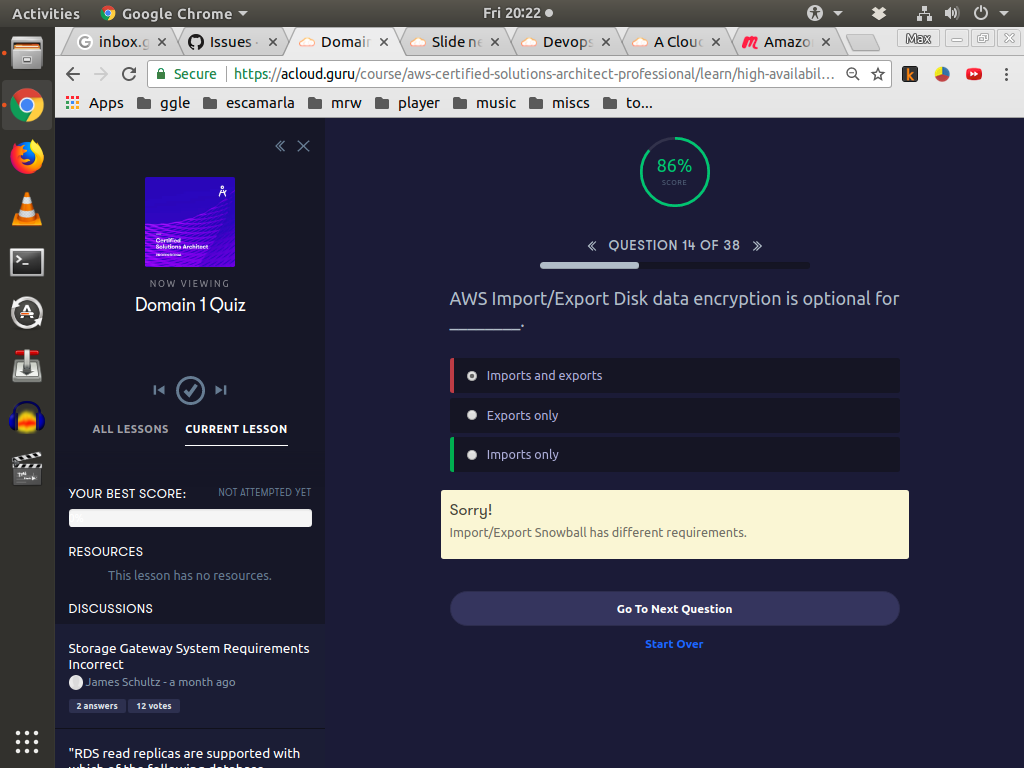 Activities
Google Chrome
Fri 20:22
inbox.g
Issues -
Domain
Slide ne
Devops
A Clou
Amazo
Max
Secure
https://acloud.guru/course/aws-certified-solutions-architect-professional/learn/high-availabil...
Apps
ggle
escamarla
mrw
player
music
miscs
to...
Certified
Solutions Architect
NOW VIEWING
Domain 1 Quiz
ALL LESSONS
CURRENT LESSON
YOUR BEST SCORE:
NOT ATTEMPTED YET
RESOURCES
This lesson has no resources.
DISCUSSIONS
Storage Gateway System Requirements
Incorrect
James Schultz - a month ago
2 answers
12 votes
"RDS read replicas are supported with
which of the following database
86%
SCORE
QUESTION 14 OF 38
AWS Import/Export Disk data encryption is optional for
________.
Imports and exports
Exports only
Imports only
Sorry!
Import/Export Snowball has different requirements.
Go To Next Question
Start Over